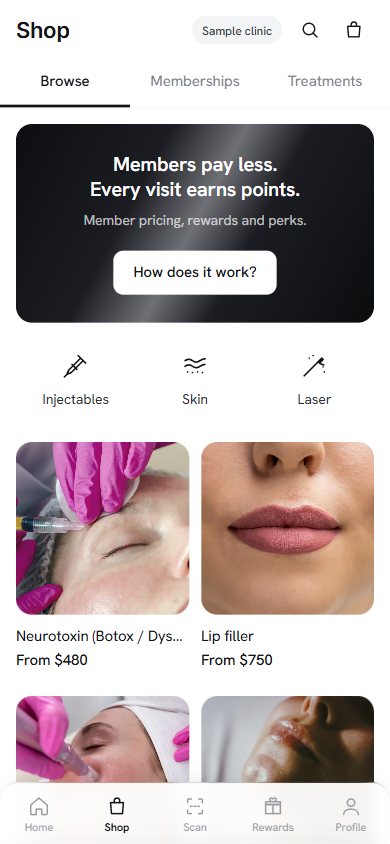 Shop
Sample clinic
Browse
Memberships
Treatments
Members pay less.
Every visit earns points.
Member pricing, rewards and perks.
How does it work?
Injectables
Skin
Laser
Neurotoxin (Botox / Dys...
From $480
Lip filler
From $750
Home
Shop
Scan
Rewards
Profile